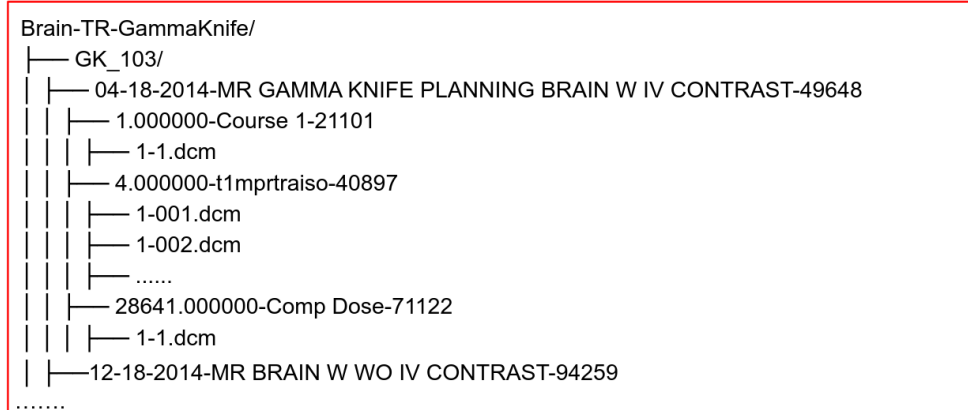 Brain-TR-GammaKnife/
├── GK_103/
│ ├── 04-18-2014-MR GAMMA KNIFE PLANNING BRAIN W IV CONTRAST-49648
│ │ ├── 1.000000-Course 1-21101
│ │ │ ├── 1-1.dcm
│ │ ├── 4.000000-t1mprtraiso-40897
│ │ │ ├── 1-001.dcm
│ │ │ ├── 1-002.dcm
│ │ │ ├── ......
│ │ ├── 28641.000000-Comp Dose-71122
│ │ │ ├── 1-1.dcm
│ ├──12-18-2014-MR BRAIN W WO IV CONTRAST-94259
.......